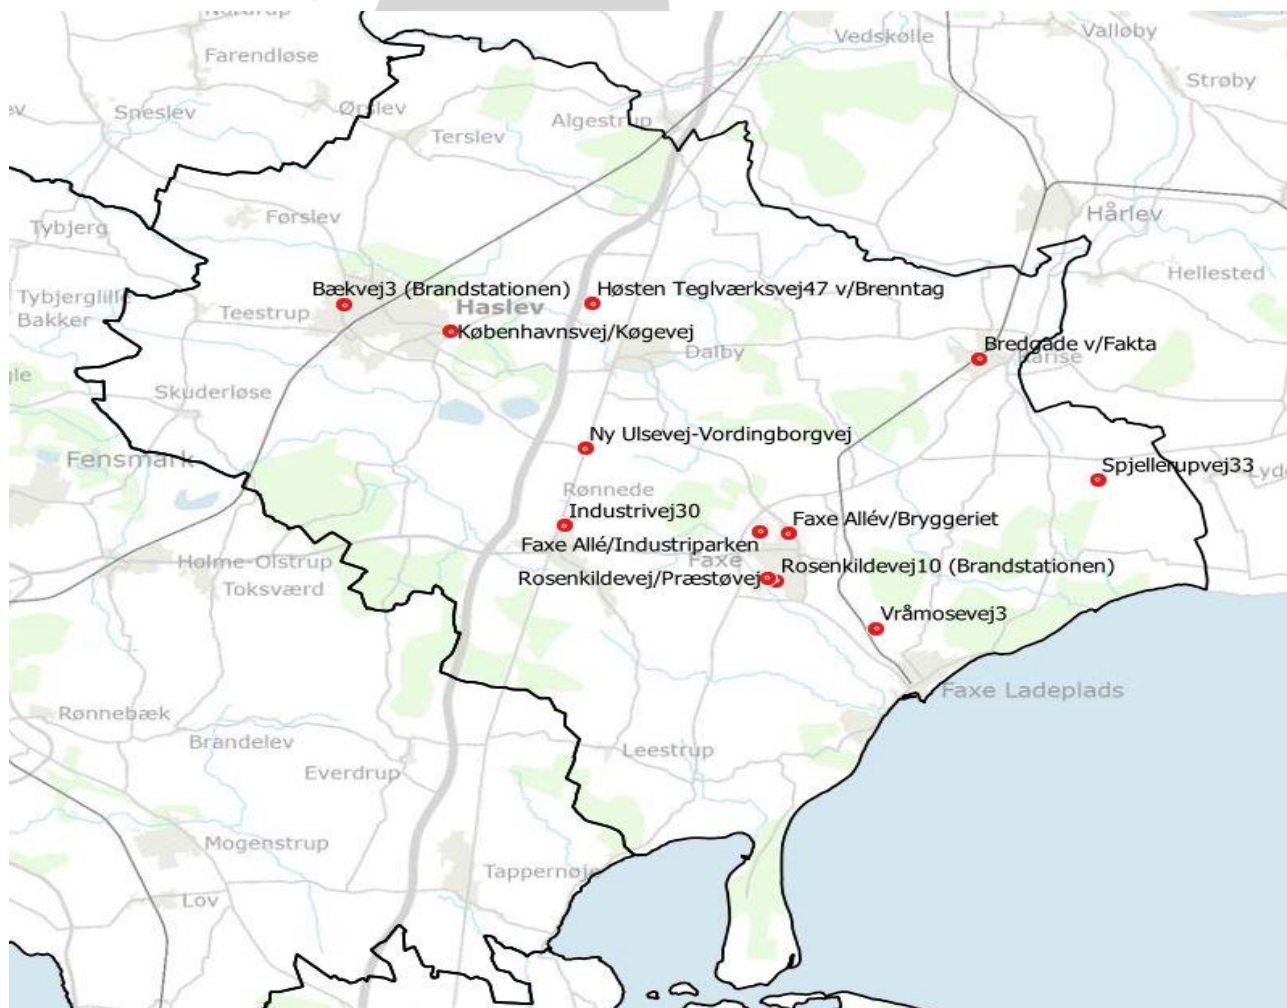 Vedskølle
Valløby
Farendløse
Strøby
Sneslev
Ørslev
Algestrup
Terslev
Førslev
Tybjerg
Hårlev
Hellested
Bækvej3 (Brandstationen)
Høsten Teglværksvej47 v/Brenntag
Tybjerglille
Bakker
Teestrup
Haslev
Københavnsvej/Køgevej
Dalby
Bredgade v/Fakta
Karise
Skuderløse
Ny Ulsevej-Vordingborgvej
Fensmark
Spjellerupvej33
Rønnede
Industrivej30
Faxe Allév/Bryggeriet
Faxe Allé/Industriparken
Faxe
Holme-Olstrup
Rosenkildevej10 (Brandstationen)
Rosenkildevej/Præstøvej
Toksværd
Vråmosevej3
Faxe Ladeplads
Rønnebæk
Brandelev
Leestrup
Everdrup
Mogenstrup
Tappernøje
Lov